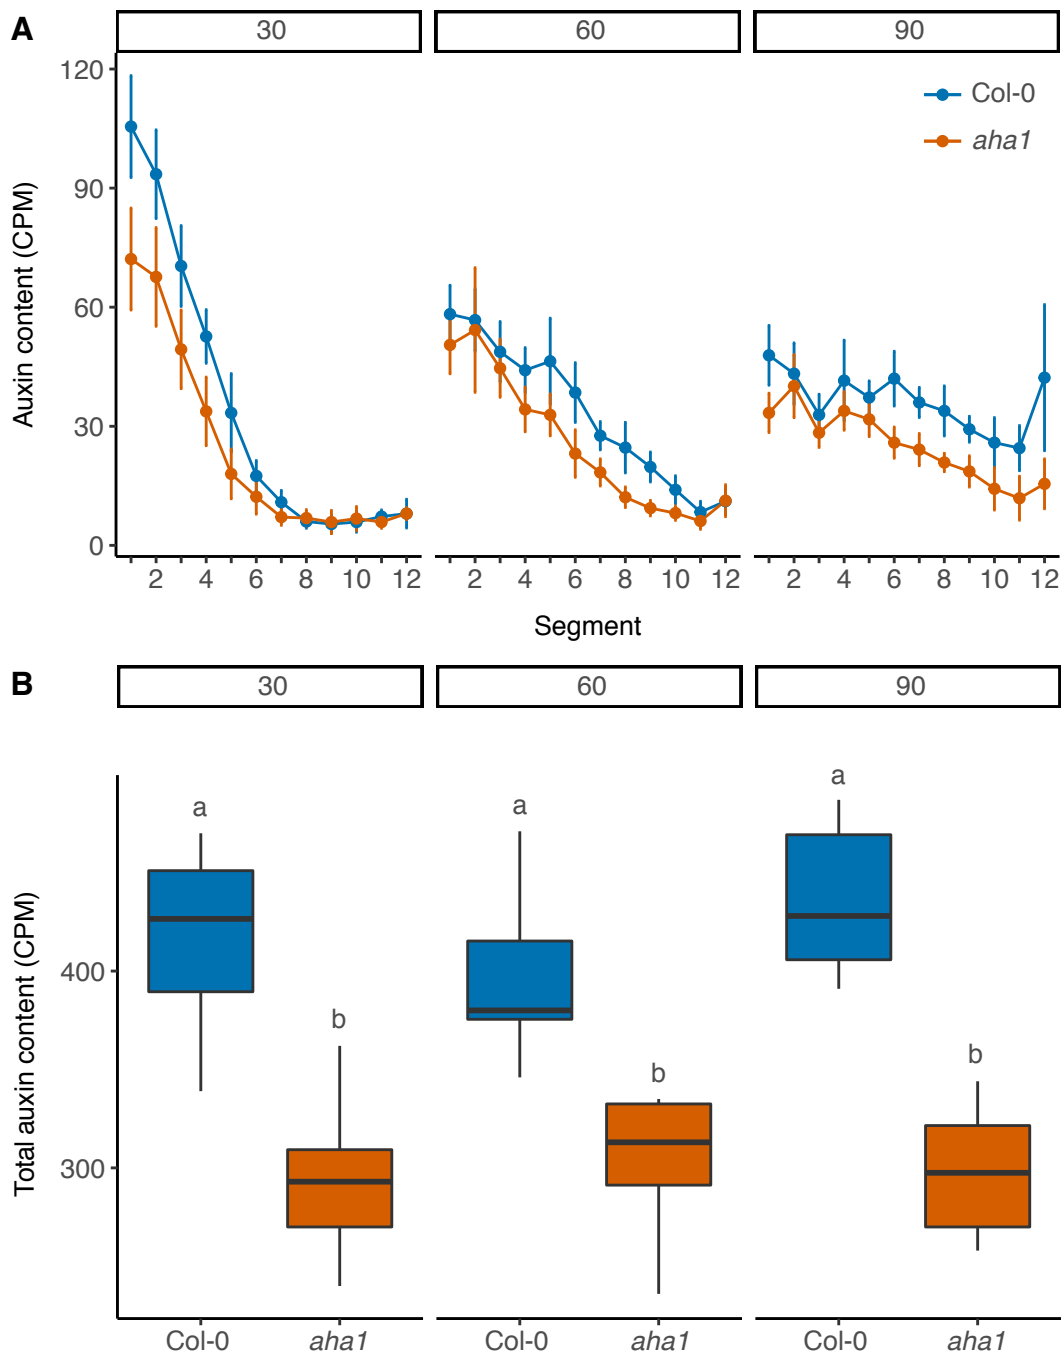 A
30 60 90
Auxin content (CPM)
120
90
60
30
0
Col-0
aha1
2 4 6 8 10 12 2 4 6 8 10 12 2 4 6 8 10 12
Segment
B
30 60 90
Total auxin content (CPM)
400
300
a b a b a b
Col-0 aha1 Col-0 aha1 Col-0 aha1